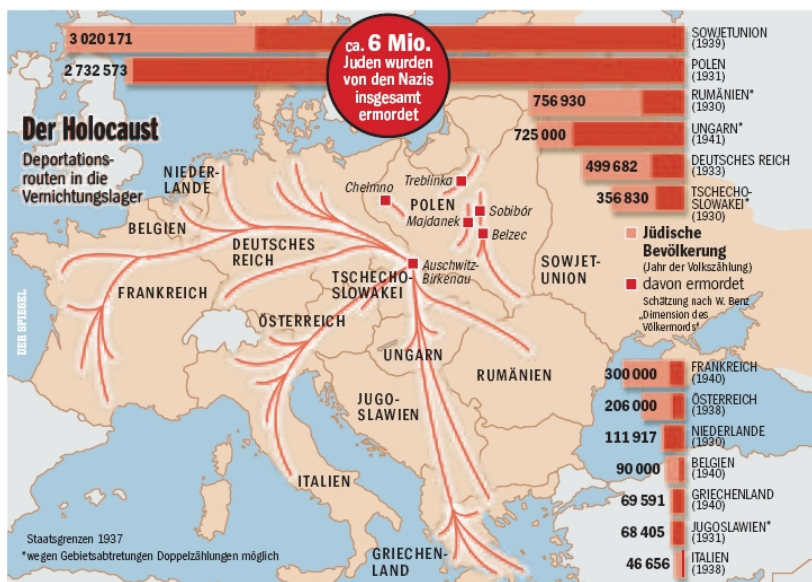 3 020 171
SOWJETUNION
(1939)
2 732 573
POLEN
(1931)
ca. 6 Mio.
Juden wurden
von den Nazis
insgesamt
ermordet
756 930
RUMÄNIEN*
(1930)
725 000
UNGARN*
(1941)
499 682
DEUTSCHES REICH
(1933)
356 830
TSCHECHO-
SLOWAKEI*
(1930)
Der Holocaust
Deportations-
routen in die
Vernichtungslager
Jüdische
Bevölkerung
(Jahr der Volkszählung)
davon ermordet
Schätzung nach W. Benz
„Dimension des
Völkermords“
NIEDER-
LANDE
BELGIEN
DEUTSCHES
REICH
FRANKREICH
Chelmno
Treblinka
POLEN
Majdanek
Sobibór
Belzec
Auschwitz-
Birkenau
SOWJET-
UNION
TSCHECHO-
SLOWAKEI
ÖSTERREICH
UNGARN
RUMÄNIEN
JUGO-
SLAWIEN
ITALIEN
GRIECHEN-
LAND
DER SPIEGEL
300 000
FRANKREICH
(1940)
206 000
ÖSTERREICH
(1938)
111 917
NIEDERLANDE
(1930)
90 000
BELGIEN
(1940)
69 591
GRIECHENLAND
(1940)
68 405
JUGOSLAWIEN*
(1931)
46 656
ITALIEN
(1938)
Staatsgrenzen 1937
*wegen Gebietsabtretungen Doppelzählungen möglich